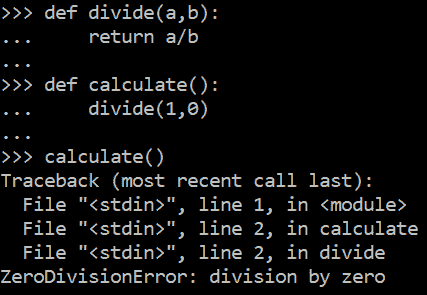 >>> def divide(a,b):
...     return a/b
...
>>> def calculate():
...     divide(1,0)
...
>>> calculate()
Traceback (most recent call last):
  File "<stdin>", line 1, in <module>
  File "<stdin>", line 2, in calculate
  File "<stdin>", line 2, in divide
ZeroDivisionError: division by zero